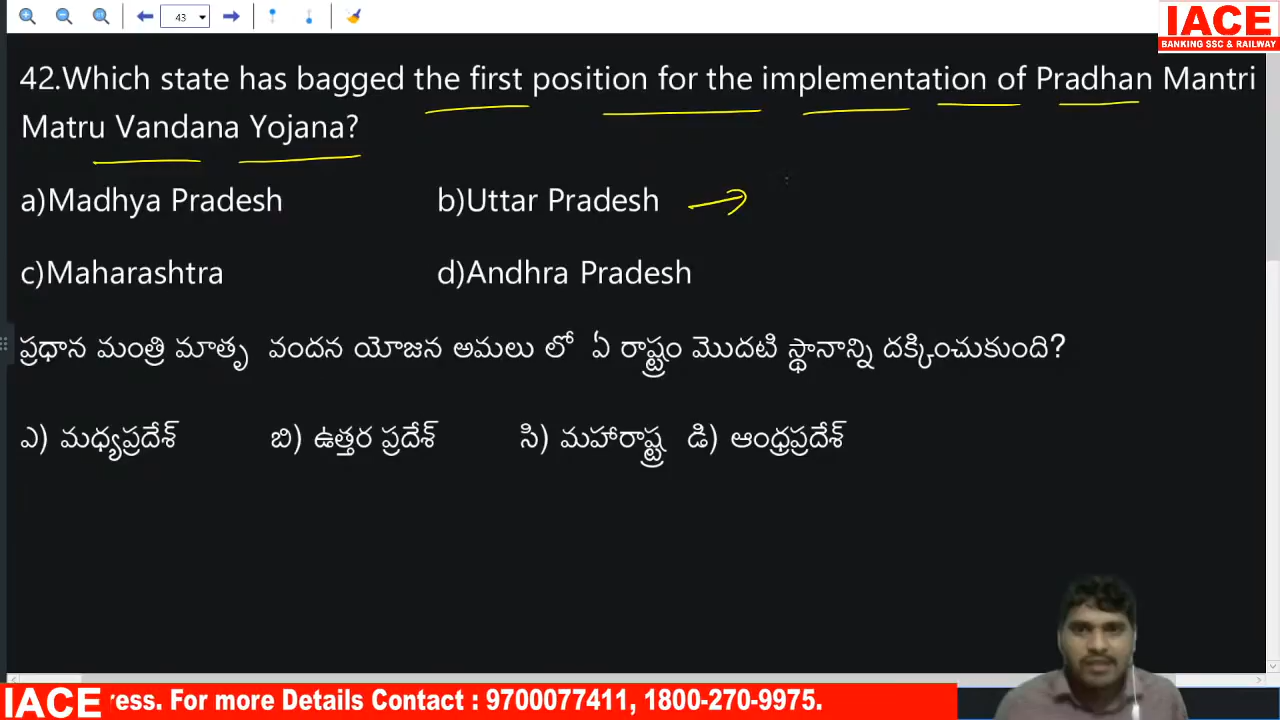 43
IACE
BANKING SSC & RAILWAY
42.Which state has bagged the first position for the implementation of Pradhan Mantri
Matru Vandana Yojana?
a)Madhya Pradesh b)Uttar Pradesh
c)Maharashtra d)Andhra Pradesh
ప్రధాన మంత్రి మాతృ వందన యోజన అమలు లో ఏ రాష్ట్రం మొదటి స్థానాన్ని దక్కించుకుంది?
ఎ) మధ్యప్రదేశ్ బి) ఉత్తర ప్రదేశ్ సి) మహారాష్ట్ర డి) ఆంధ్రప్రదేశ్
IACE ress. For more Details Contact : 9700077411, 1800-270-9975.